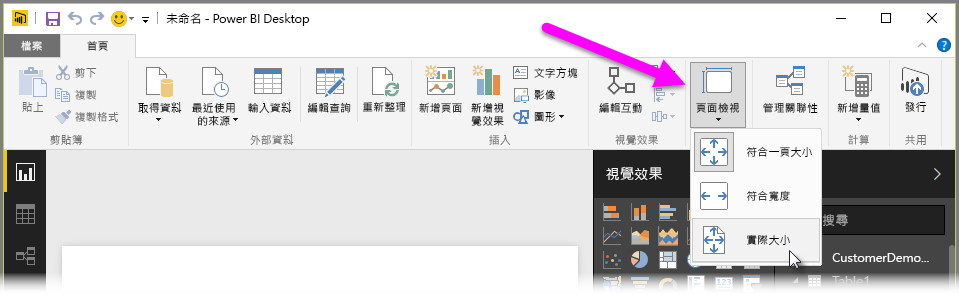 未命名 - Power BI Desktop
檔案
首頁
貼上
剪下
複製
複製格式
剪貼簿
取得資料
最近使用
的來源
輸入資料
編輯查詢
重新整理
外部資料
新增頁面
新增視
覺效果
文字方塊
影像
圖形
插入
編輯互動
視覺效果
頁面檢視
管理關聯性
新增量值
計算
發行
共用
符合一頁大小
符合寬度
實際大小
視覺效果
搜尋
CustomerDemo...
Table1